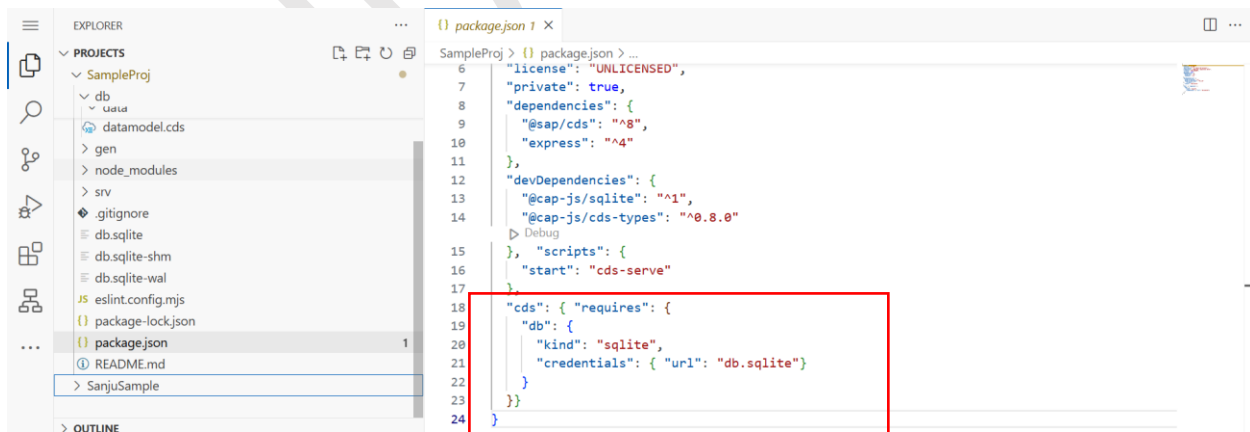 EXPLORER
...
{} package.json 1 ×
...
PROJECTS
SampleProj > {} package.json > ...
SampleProj
db
data
datamodel.cds
gen
node_modules
srv
.gitignore
db.sqlite
db.sqlite-shm
db.sqlite-wal
JS eslint.config.mjs
{} package-lock.json
{} package.json 1
README.md
SanjuSample
OUTLINE
6 "license": "UNLICENSED",
7 "private": true,
8 "dependencies": {
9 "@sap/cds": "^8",
10 "express": "^4"
11 },
12 "devDependencies": {
13 "@cap-js/sqlite": "^1",
14 "@cap-js/cds-types": "^0.8.0"
Debug
15 }, "scripts": {
16 "start": "cds-serve"
17 },
18 "cds": { "requires": {
19 "db": {
20 "kind": "sqlite",
21 "credentials": { "url": "db.sqlite"}
22 }
23 }}
24 }